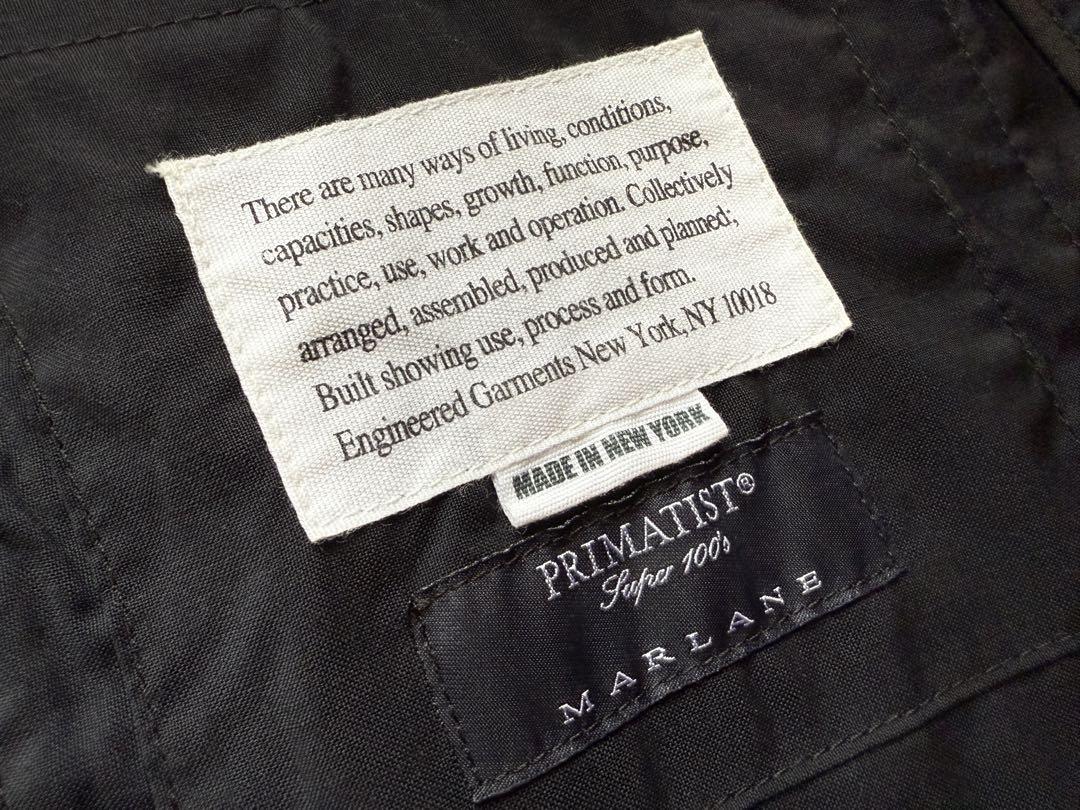 There are many ways of living, conditions,
capacities, shapes, growth, function, purpose,
practice, use, work and operation. Collectively
arranged, assembled, produced and planned;
Built showing use, process and form.
Engineered Garments New York, NY 10018
MADE IN NEW YORK
PRIMATIST®
Super 100's
MARLANE